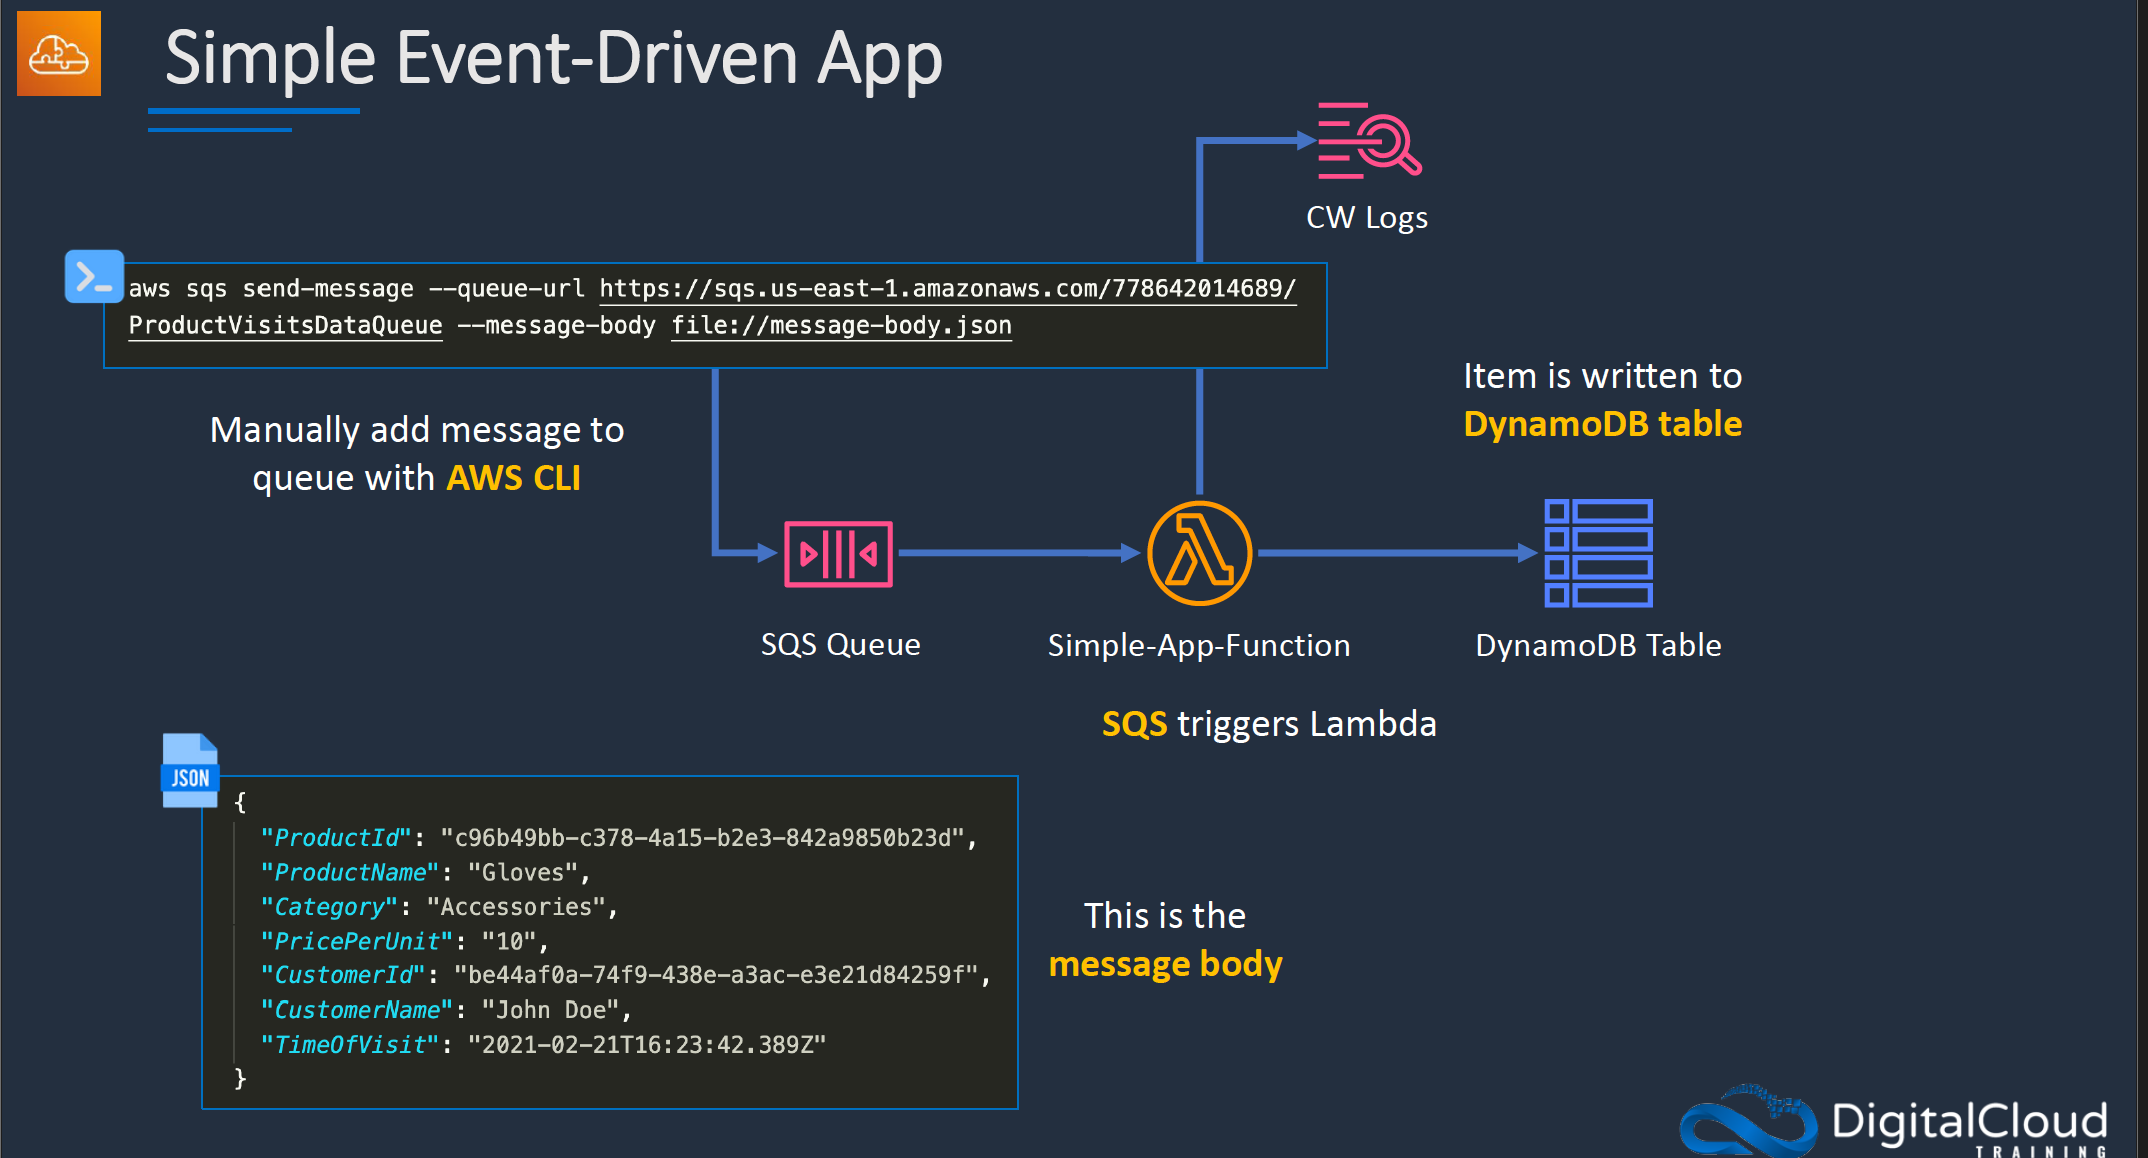 Simple Event-Driven App
CW Logs
aws sqs send-message --queue-url https://sqs.us-east-1.amazonaws.com/778642014689/
ProductVisitsDataQueue --message-body file://message-body.json
Manually add message to
queue with AWS CLI
Item is written to
DynamoDB table
SQS Queue
Simple-App-Function
DynamoDB Table
SQS triggers Lambda
JSON
{
"ProductId": "c96b49bb-c378-4a15-b2e3-842a9850b23d",
"ProductName": "Gloves",
"Category": "Accessories",
"PricePerUnit": "10",
"CustomerId": "be44af0a-74f9-438e-a3ac-e3e21d84259f",
"CustomerName": "John Doe",
"TimeOfVisit": "2021-02-21T16:23:42.389Z"
}
This is the
message body
DigitalCloud
TRAINING